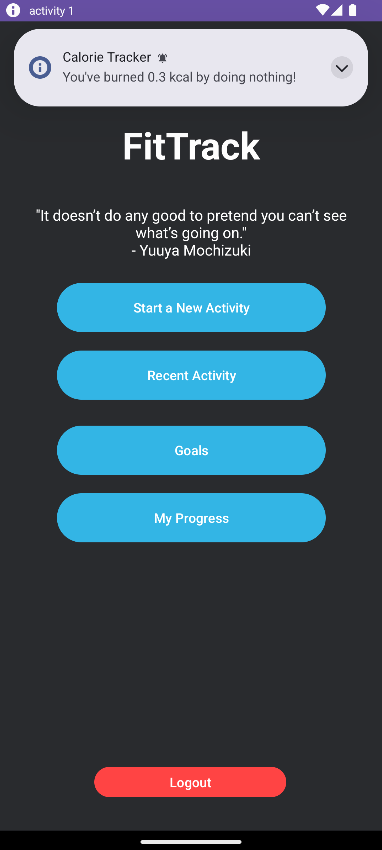 activity 1
Calorie Tracker
You've burned 0.3 kcal by doing nothing!
FitTrack
"It doesn’t do any good to pretend you can’t see
what’s going on."
- Yuuya Mochizuki
Start a New Activity
Recent Activity
Goals
My Progress
Logout